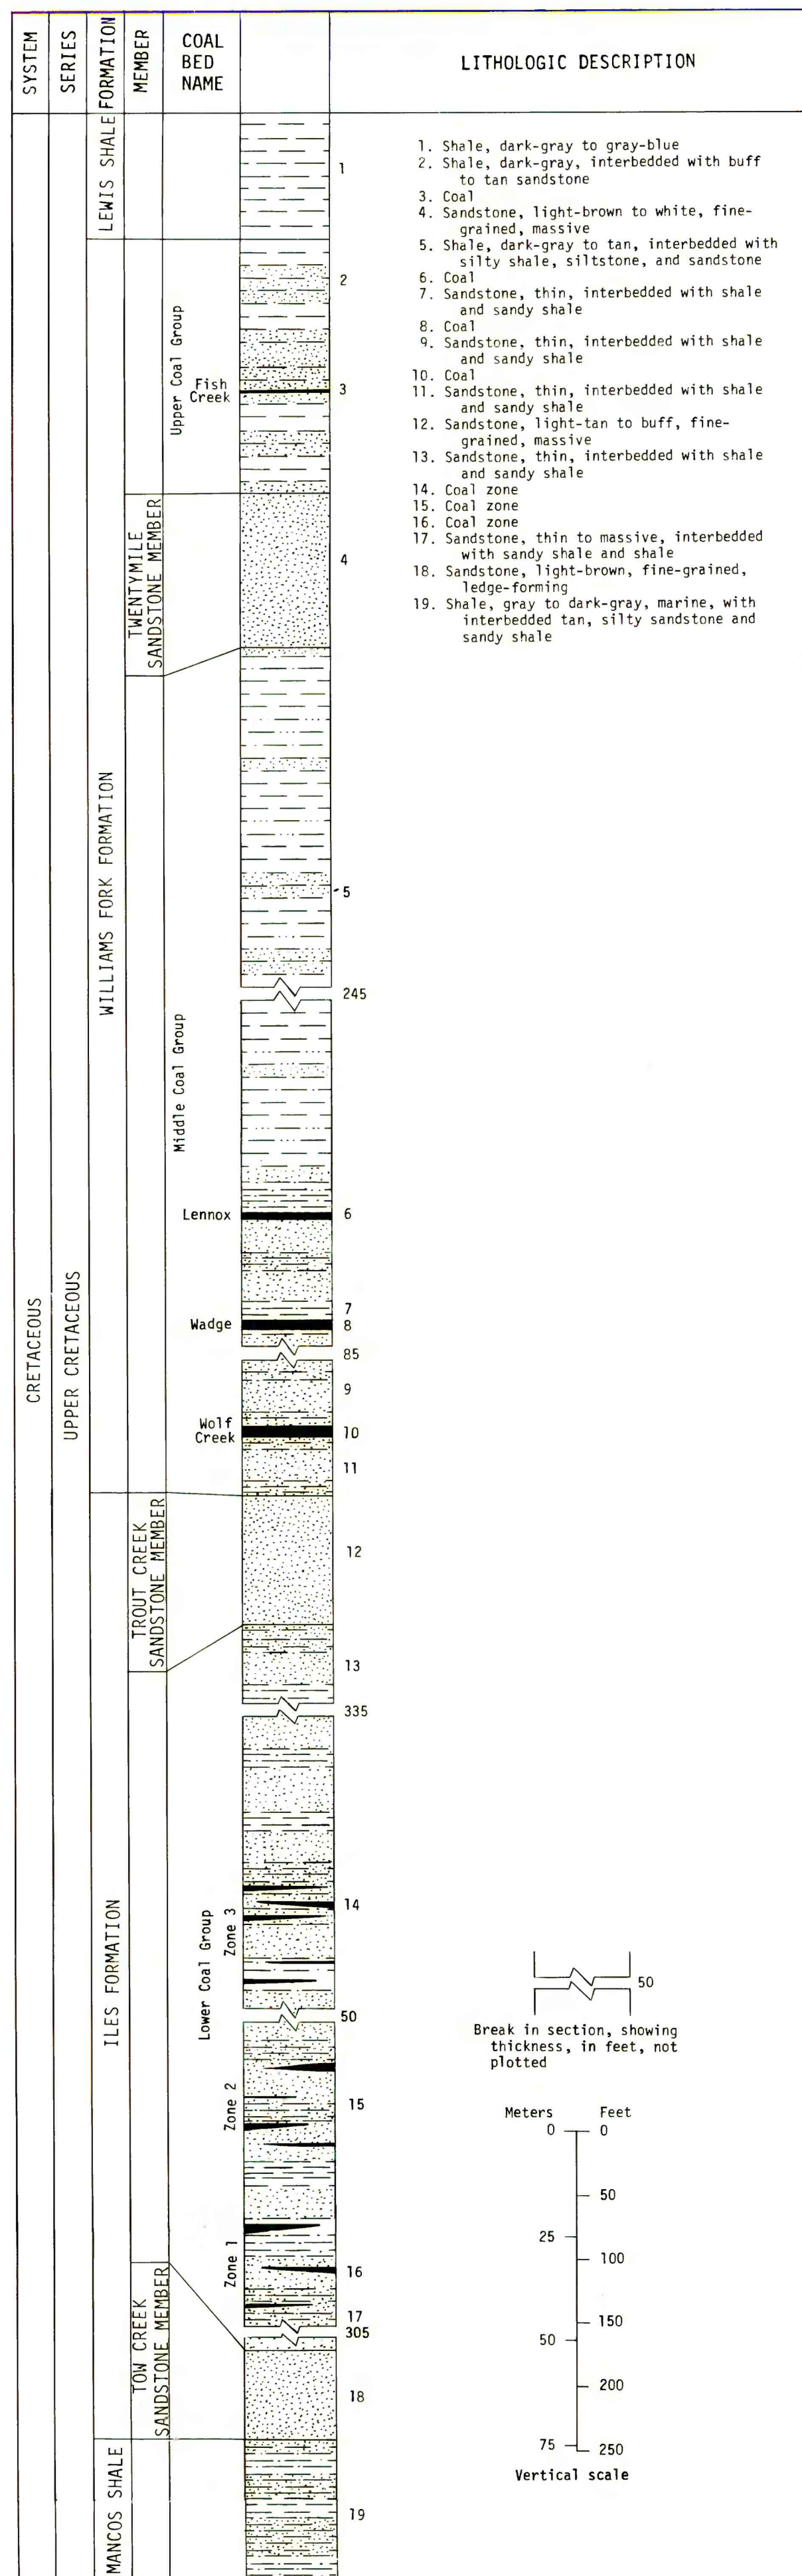 SYSTEM
SERIES
FORMATION
MEMBER
COAL
BED
NAME
LITHOLOGIC DESCRIPTION
CRETACEOUS
UPPER CRETACEOUS
LEWIS SHALE
WILLIAMS FORK FORMATION
ILES FORMATION
MANCOS SHALE
TWENTYMILE
SANDSTONE MEMBER
TROUT CREEK
SANDSTONE MEMBER
TOW CREEK
SANDSTONE MEMBER
Upper Coal Group
Fish
Creek
Middle Coal Group
Lennox
Wadge
Wolf
Creek
Lower Coal Group
Zone 3
Zone 2
Zone 1
1
2
3
4
5
245
6
7
8
85
9
10
11
12
13
335
14
50
15
16
17
305
18
19
1. Shale, dark-gray to gray-blue
2. Shale, dark-gray, interbedded with buff
to tan sandstone
3. Coal
4. Sandstone, light-brown to white, fine-
grained, massive
5. Shale, dark-gray to tan, interbedded with
silty shale, siltstone, and sandstone
6. Coal
7. Sandstone, thin, interbedded with shale
and sandy shale
8. Coal
9. Sandstone, thin, interbedded with shale
and sandy shale
10. Coal
11. Sandstone, thin, interbedded with shale
and sandy shale
12. Sandstone, light-tan to buff, fine-
grained, massive
13. Sandstone, thin, interbedded with shale
and sandy shale
14. Coal zone
15. Coal zone
16. Coal zone
17. Sandstone, thin to massive, interbedded
with sandy shale and shale
18. Sandstone, light-brown, fine-grained,
ledge-forming
19. Shale, gray to dark-gray, marine, with
interbedded tan, silty sandstone and
sandy shale
50
Break in section, showing
thickness, in feet, not
plotted
Meters Feet
0 0
50
25
100
150
50
200
75
250
Vertical scale